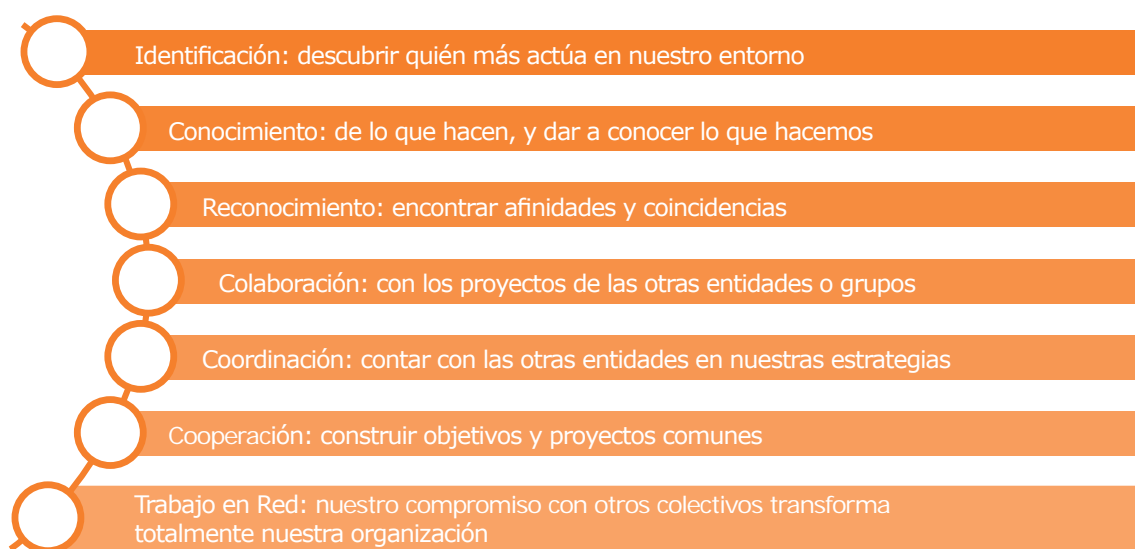 Identificación: descubrir quién más actúa en nuestro entorno
Conocimiento: de lo que hacen, y dar a conocer lo que hacemos
Reconocimiento: encontrar afinidades y coincidencias
Colaboración: con los proyectos de las otras entidades o grupos
Coordinación: contar con las otras entidades en nuestras estrategias
Cooperación: construir objetivos y proyectos comunes
Trabajo en Red: nuestro compromiso con otros colectivos transforma
totalmente nuestra organización